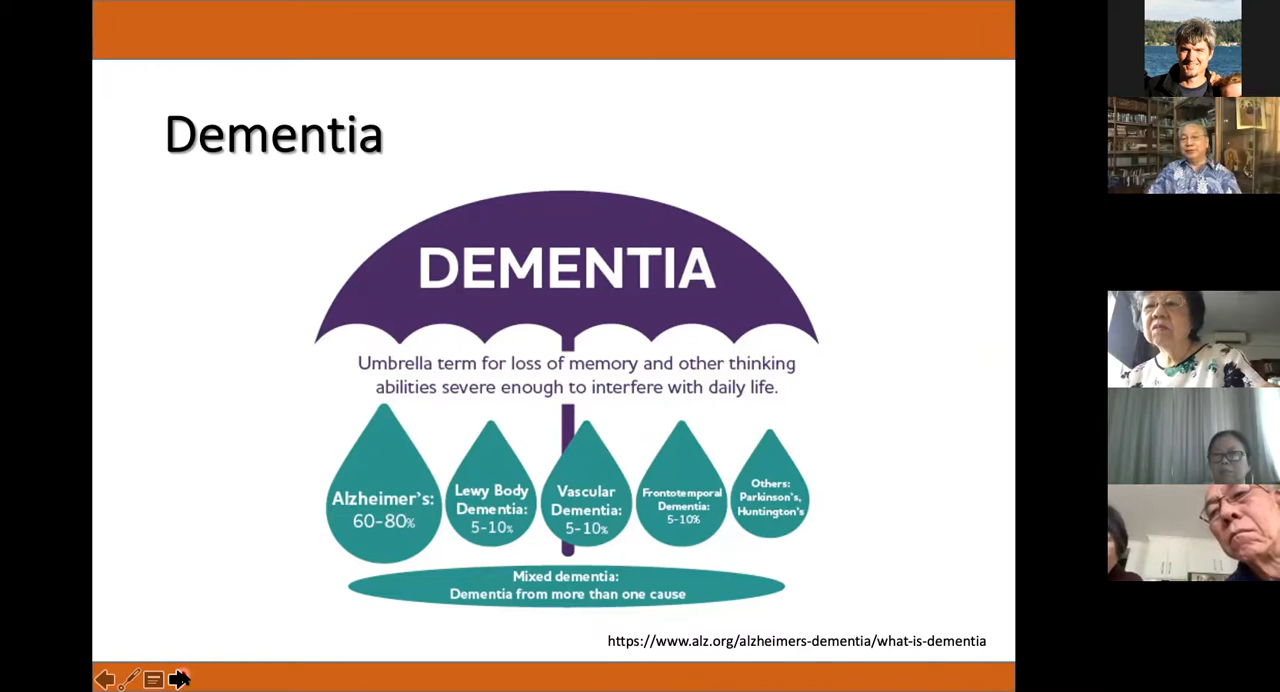 Dementia
DEMENTIA
Umbrella term for loss of memory and other thinking
abilities severe enough to interfere with daily life.
Alzheimer's:
60-80%
Lewy Body
Dementia:
5-10%
Vascular
Dementia:
5-10%
Frontotemporal
Dementia:
5-10%
Others:
Parkinson's,
Huntington's
Mixed dementia:
Dementia from more than one cause
https://www.alz.org/alzheimers-dementia/what-is-dementia